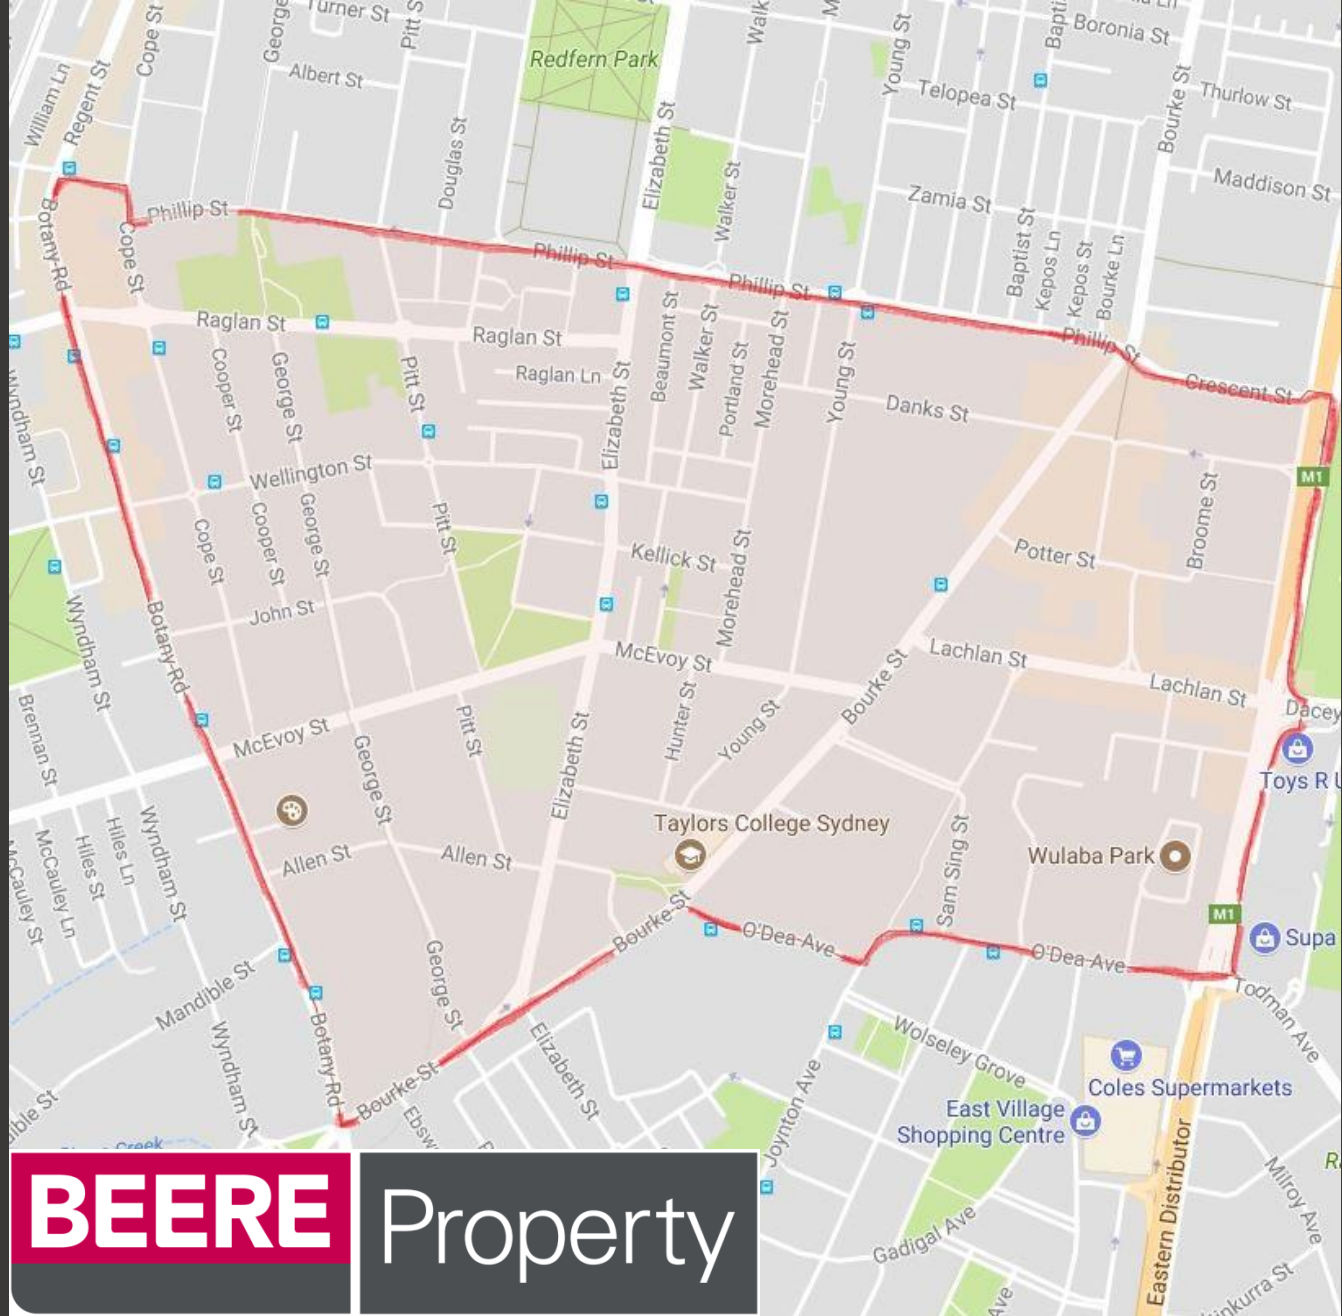 Turner St
Pitt S
George
Cope St
Redfern Park
Walk
Young St
Bapti
Boronia St
William Ln
Regent St
Albert St
Telopea St
Bourke St
Thurlow St
Douglas St
Elizabeth St
Walker St
Zamia St
Maddison St
Botany Rd
Phillip St
Cope St
Phillip St
Phillip St
Baptist St
Kepos Ln
Kepos St
Bourke Ln
Phillip St
Crescent St
Raglan St
Raglan St
Raglan Ln
Cooper St
George St
Pitt St
Elizabeth St
Beaumont St
Walker St
Portland St
Morehead St
Young St
Danks St
Wyndham St
Wellington St
M1
Broome St
Cope St
Cooper St
George St
Pitt St
Kellick St
Morehead St
Potter St
John St
Wyndham St
Botany Rd
McEvoy St
Bourke St
Lachlan St
Lachlan St
Dacey
Brennan St
McEvoy St
George St
Pitt St
Elizabeth St
Hunter St
Young St
Toys R U
McCauley St
McCauley Ln
Hiles St
Hiles Ln
Wyndham St
Allen St
Allen St
Taylors College Sydney
Sam Sing St
Wulaba Park
M1
Supa
Bourke St
O'Dea Ave
O'Dea Ave
Todman Ave
Mandible St
Wyndham St
Botany Rd
George St
Bourke St
Elizabeth St
Ebsw
Wolseley Grove
Joynton Ave
Coles Supermarkets
East Village
Shopping Centre
Eastern Distributor
Milroy Ave
Gadigal Ave
ible St
Creek
Ave
BEERE Property